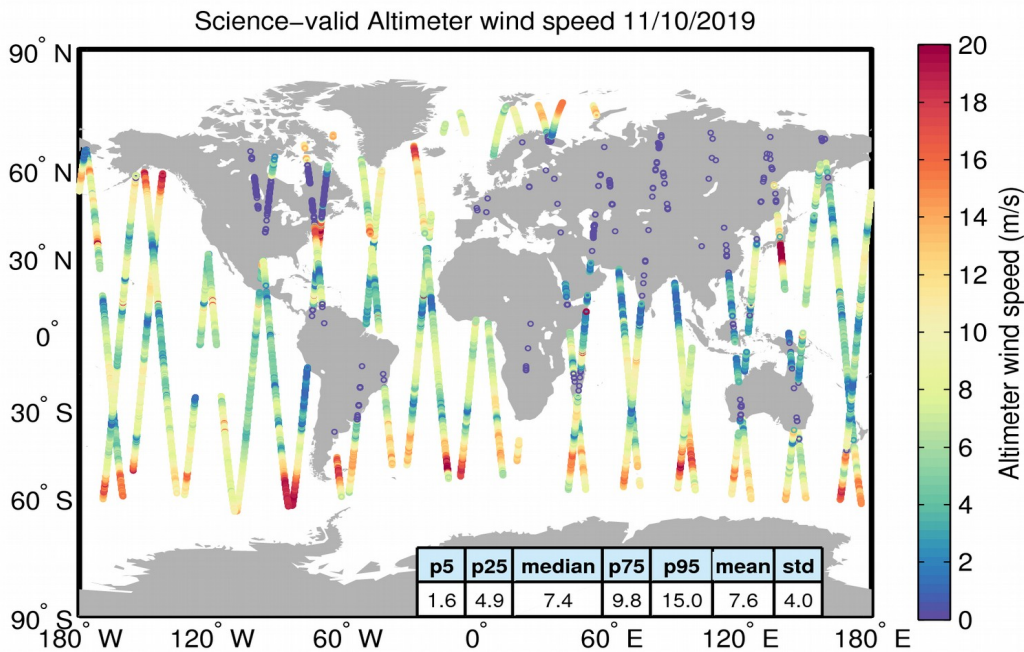 Science−valid Altimeter wind speed 11/10/2019
90° N
60° N
30° N
0°
30° S
60° S
90° S
180° W
120° W
60° W
0°
60° E
120° E
180° E
20
18
16
14
12
10
8
6
4
2
0
Altimeter wind speed (m/s)
p5 p25 median p75 p95 mean std
1.6 4.9 7.4 9.8 15.0 7.6 4.0